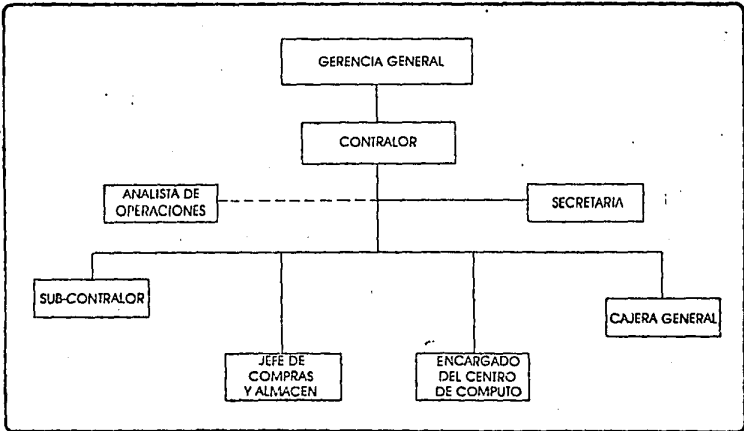 GERENCIA GENERAL
CONTRALOR
ANALISTA DE
OPERACIONES
SECRETARIA
SUB-CONTRALOR
CAJERA GENERAL
JEFE DE
COMPRAS
Y ALMACEN
ENCARGADO
DEL CENTRO
DE COMPUTO